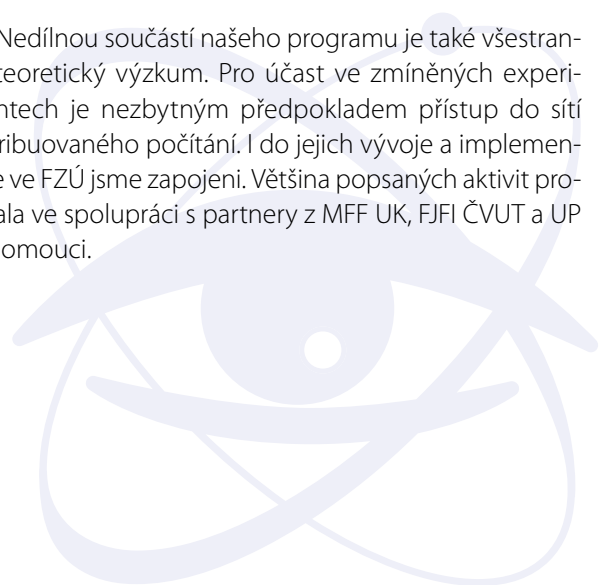 Nedílnou součástí našeho programu je také všestran-
teoretický výzkum. Pro účast ve zmíněných experi-
ntech je nezbytným předpokladem přístup do sítí
ribuovaného počítání. I do jejich vývoje a implemen-
e ve FZÚ jsme zapojeni. Většina popsaných aktivit pro-
ala ve spolupráci s partnery z MFF UK, FJFI ČVUT a UP
lomouci.